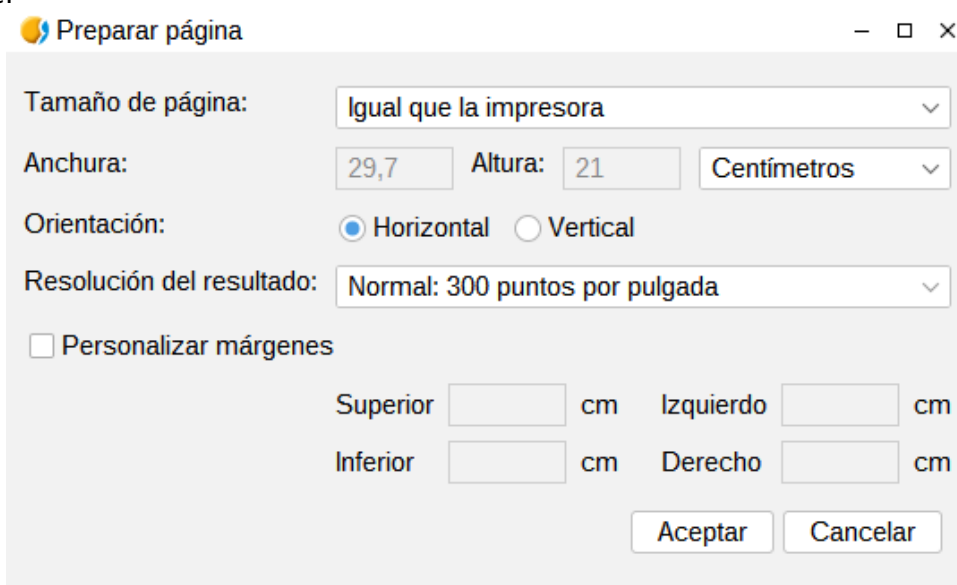 Preparar página
Tamaño de página: Igual que la impresora
Anchura: 29,7 Altura: 21 Centímetros
Orientación: Horizontal Vertical
Resolución del resultado: Normal: 300 puntos por pulgada
Personalizar márgenes
Superior cm Izquierdo cm
Inferior cm Derecho cm
Aceptar Cancelar